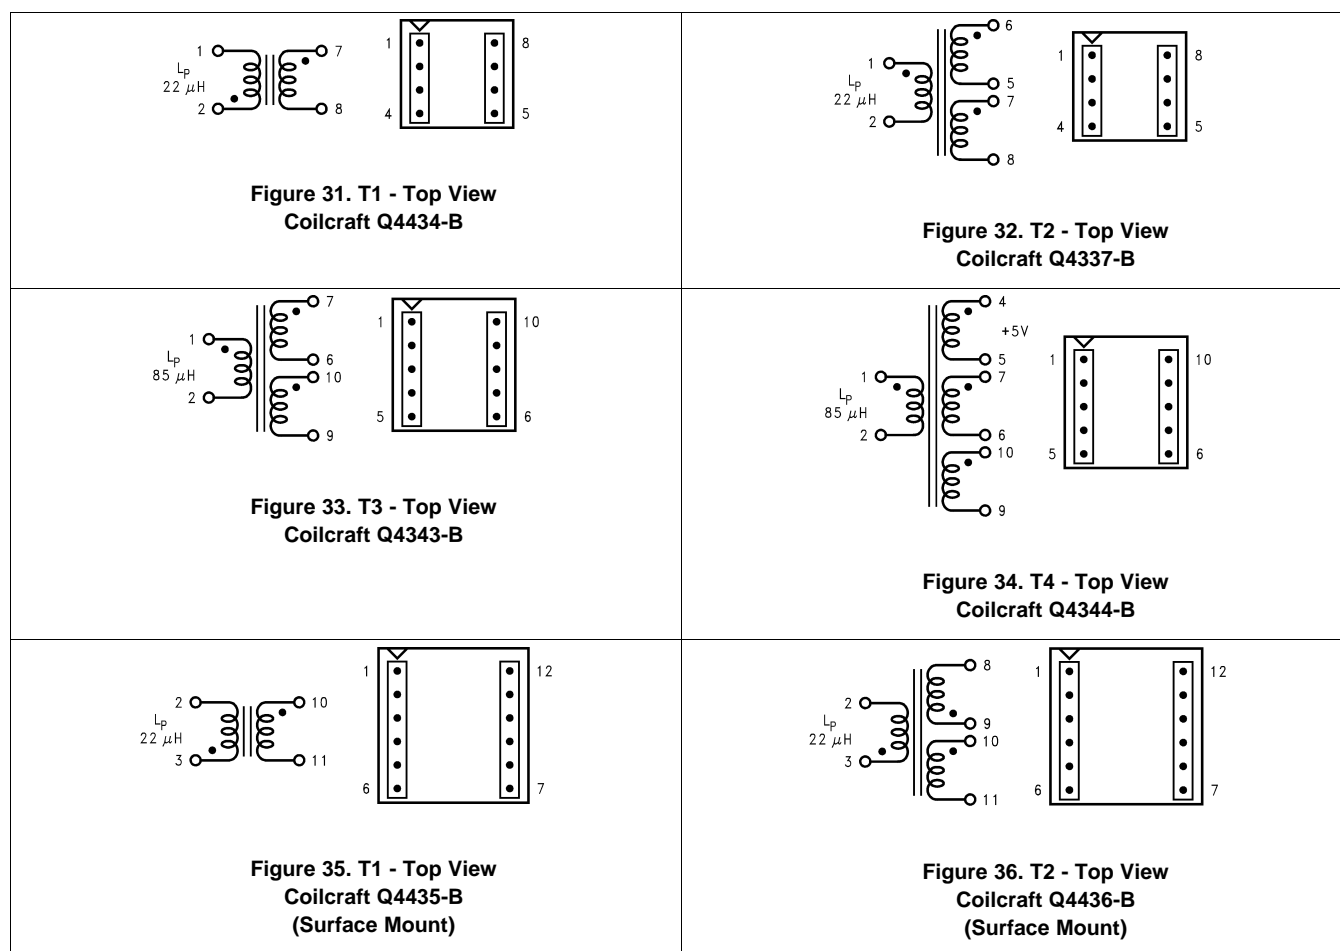 1 7
L_P
22 μH
2 8
1 8
4 5
Figure 31. T1 - Top View
Coilcraft Q4434-B
6
1
5
L_P
22 μH
7
2
8
1 8
4 5
Figure 32. T2 - Top View
Coilcraft Q4337-B
7
1
6
L_P
85 μH
10
2
9
1 10
5 6
Figure 33. T3 - Top View
Coilcraft Q4343-B
4
+5V
5
1 7
L_P
85 μH
2 6
10
9
1 10
5 6
Figure 34. T4 - Top View
Coilcraft Q4344-B
2 10
L_P
22 μH
3 11
1 12
6 7
Figure 35. T1 - Top View
Coilcraft Q4435-B
(Surface Mount)
8
2
9
L_P
22 μH
10
3
11
1 12
6 7
Figure 36. T2 - Top View
Coilcraft Q4436-B
(Surface Mount)